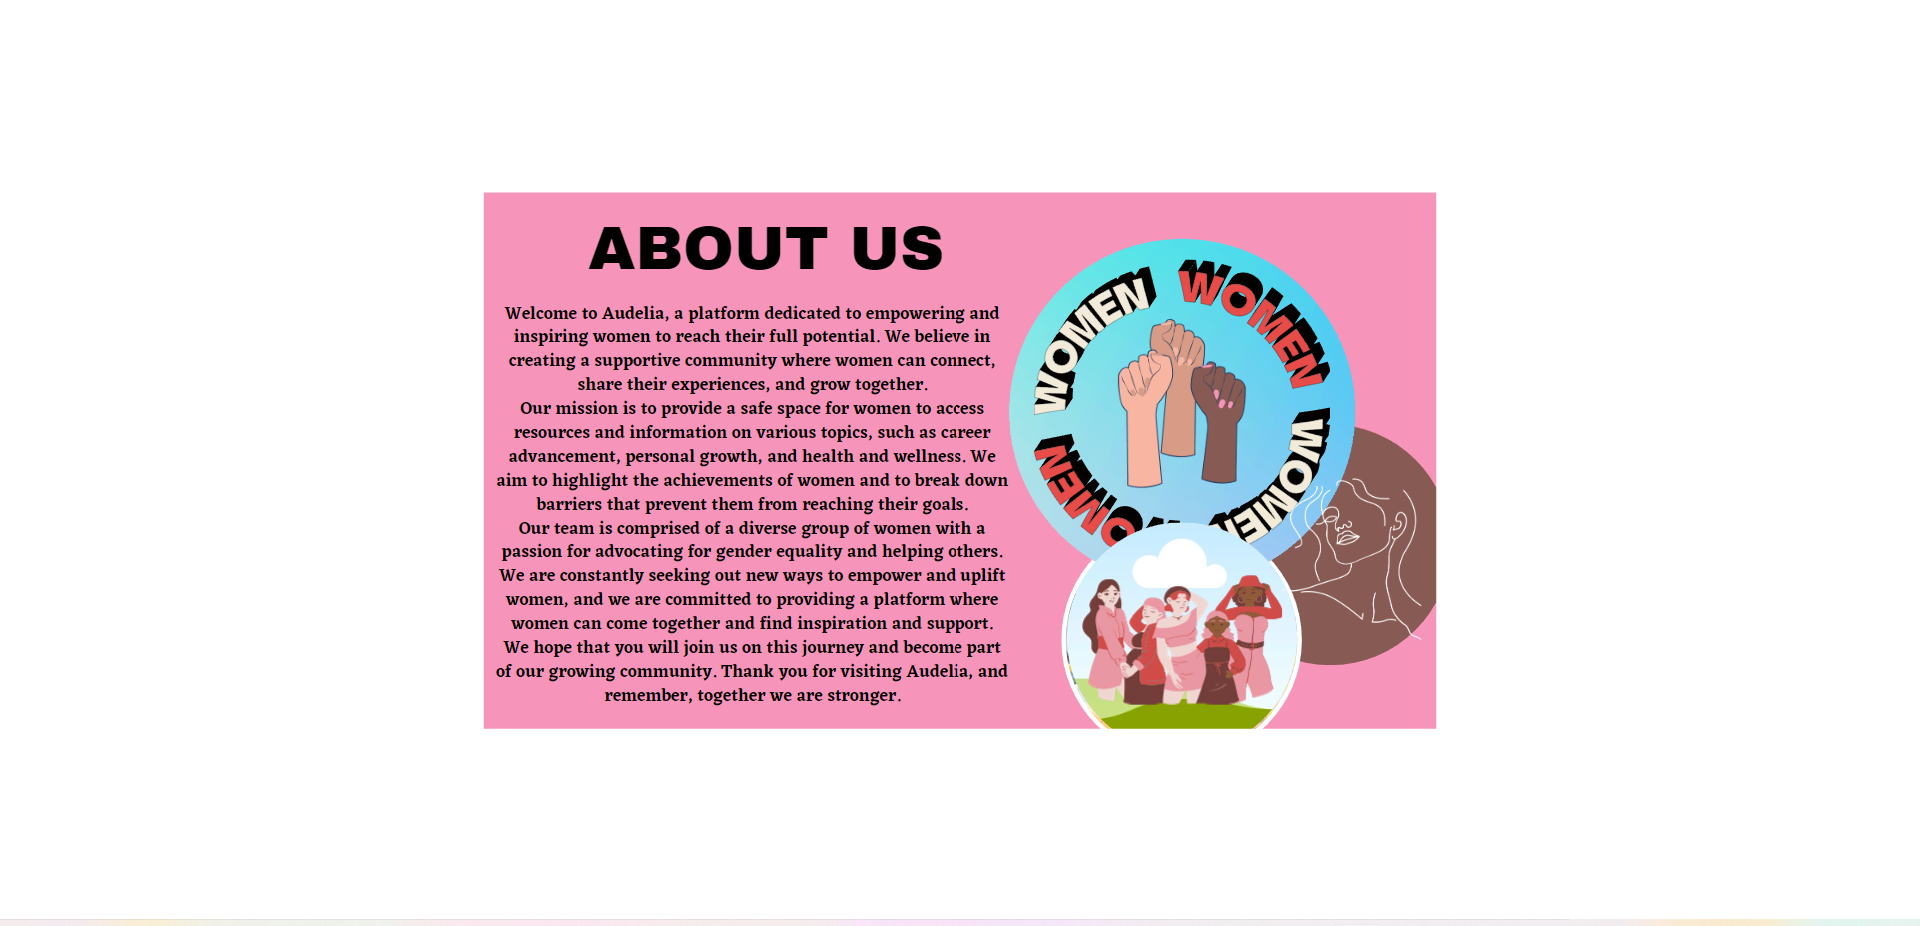 ABOUT US
Welcome to Audelia, a platform dedicated to empowering and
inspiring women to reach their full potential. We believe in
creating a supportive community where women can connect,
share their experiences, and grow together.
Our mission is to provide a safe space for women to access
resources and information on various topics, such as career
advancement, personal growth, and health and wellness. We
aim to highlight the achievements of women and to break down
barriers that prevent them from reaching their goals.
Our team is comprised of a diverse group of women with a
passion for advocating for gender equality and helping others.
We are constantly seeking out new ways to empower and uplift
women, and we are committed to providing a platform where
women can come together and find inspiration and support.
We hope that you will join us on this journey and become part
of our growing community. Thank you for visiting Audelia, and
remember, together we are stronger.
WOMEN
WOMEN
WOMEN
OMEN